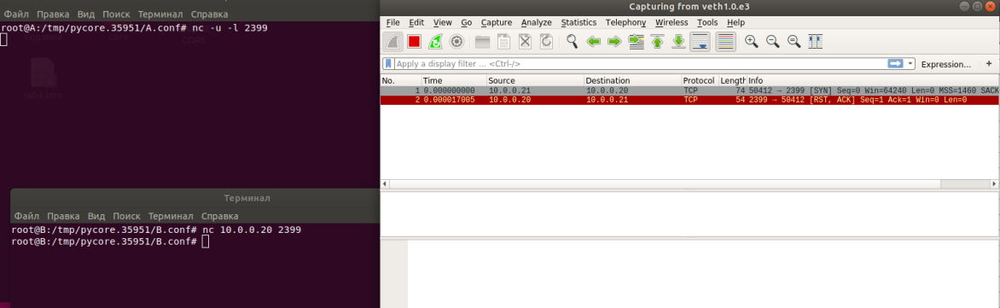 Файл Правка Вид Поиск Терминал Справка
root@A:/tmp/pycore.35951/A.conf# nc -u -l 2399
CORE
lab3.imn
Терминал
Файл Правка Вид Поиск Терминал Справка
root@B:/tmp/pycore.35951/B.conf# nc 10.0.0.20 2399
root@B:/tmp/pycore.35951/B.conf#
Capturing from veth1.0.e3
File Edit View Go Capture Analyze Statistics Telephony Wireless Tools Help
Apply a display filter ... <Ctrl-/>
Expression... +
No. Time Source Destination Protocol Length Info
1 0.000000000 10.0.0.21 10.0.0.20 TCP 74 50412 → 2399 [SYN] Seq=0 Win=64240 Len=0 MSS=1460 SACK
2 0.000017005 10.0.0.20 10.0.0.21 TCP 54 2399 → 50412 [RST, ACK] Seq=1 Ack=1 Win=0 Len=0